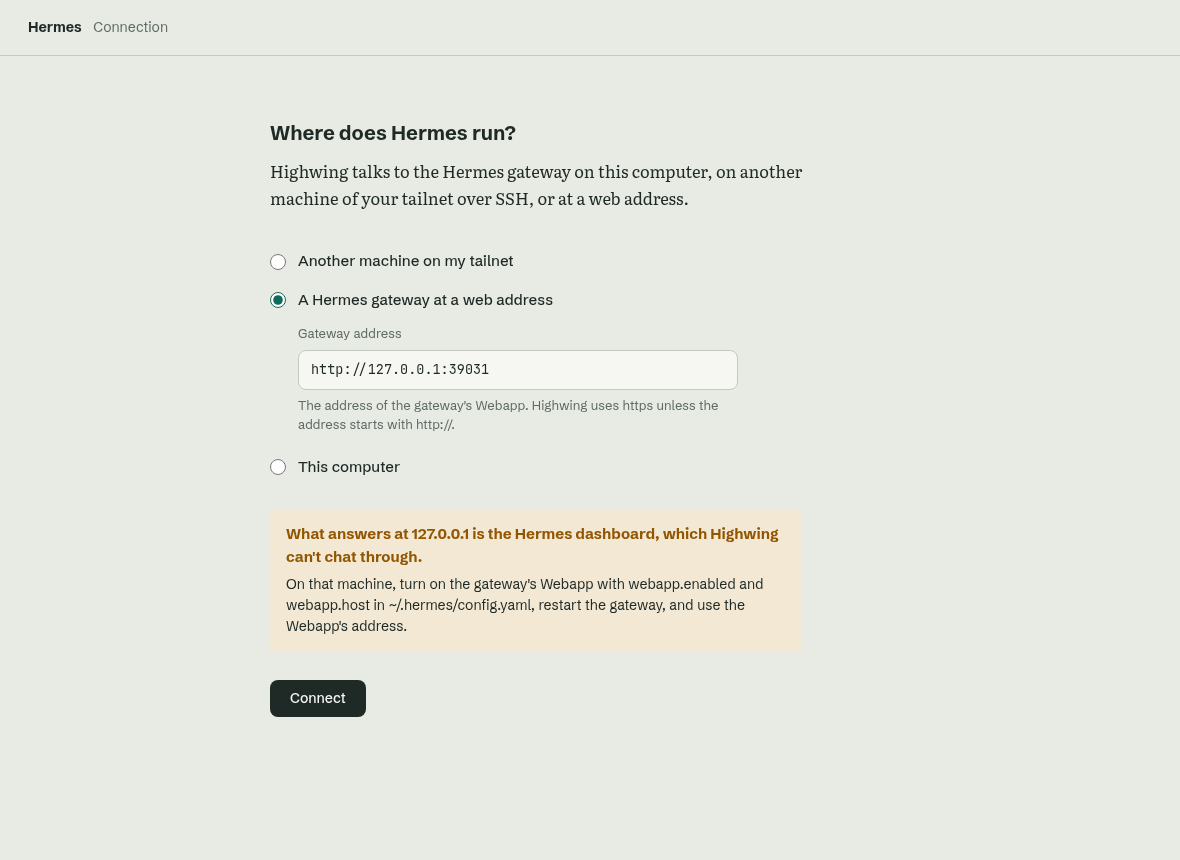 Hermes Connection
Where does Hermes run?
Highwing talks to the Hermes gateway on this computer, on another
machine of your tailnet over SSH, or at a web address.
Another machine on my tailnet
A Hermes gateway at a web address
Gateway address
http://127.0.0.1:39031
The address of the gateway's Webapp. Highwing uses https unless the
address starts with http://.
This computer
What answers at 127.0.0.1 is the Hermes dashboard, which Highwing
can't chat through.
On that machine, turn on the gateway's Webapp with webapp.enabled and
webapp.host in ~/.hermes/config.yaml, restart the gateway, and use the
Webapp's address.
Connect